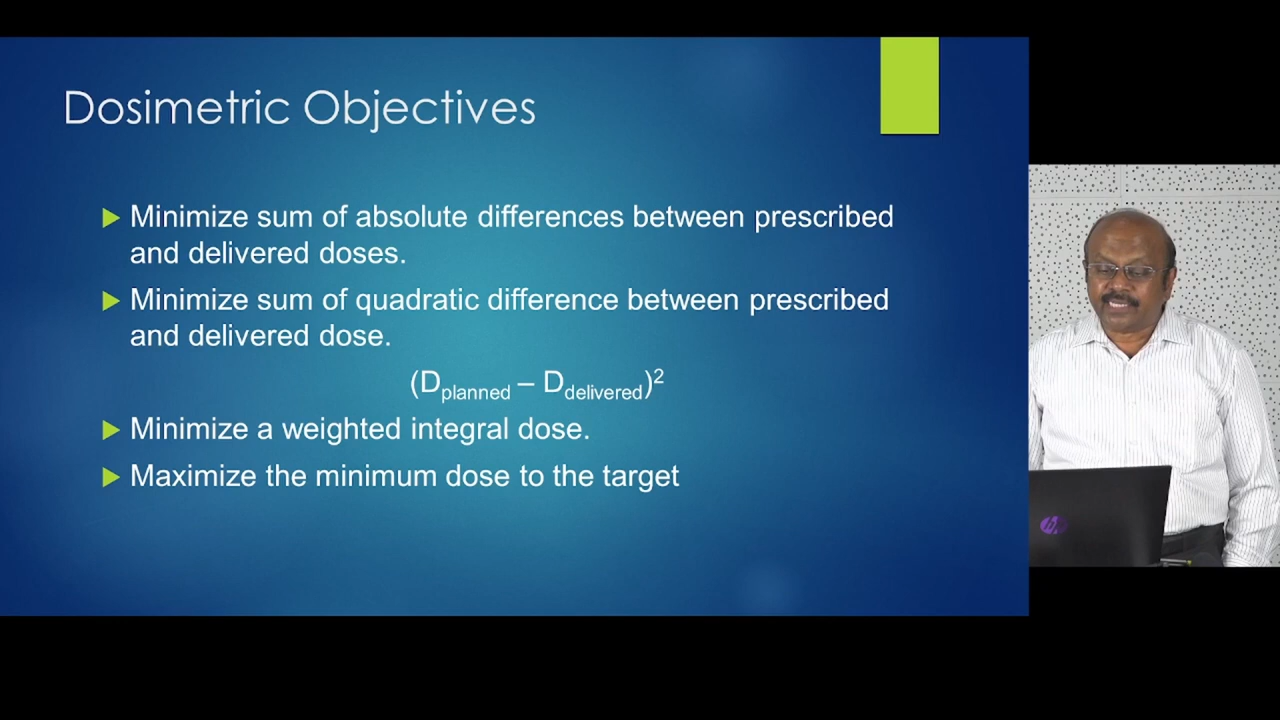 Dosimetric Objectives
Minimize sum of absolute differences between prescribed
and delivered doses.
Minimize sum of quadratic difference between prescribed
and delivered dose.
(Dplanned – Ddelivered)2
Minimize a weighted integral dose.
Maximize the minimum dose to the target
hp